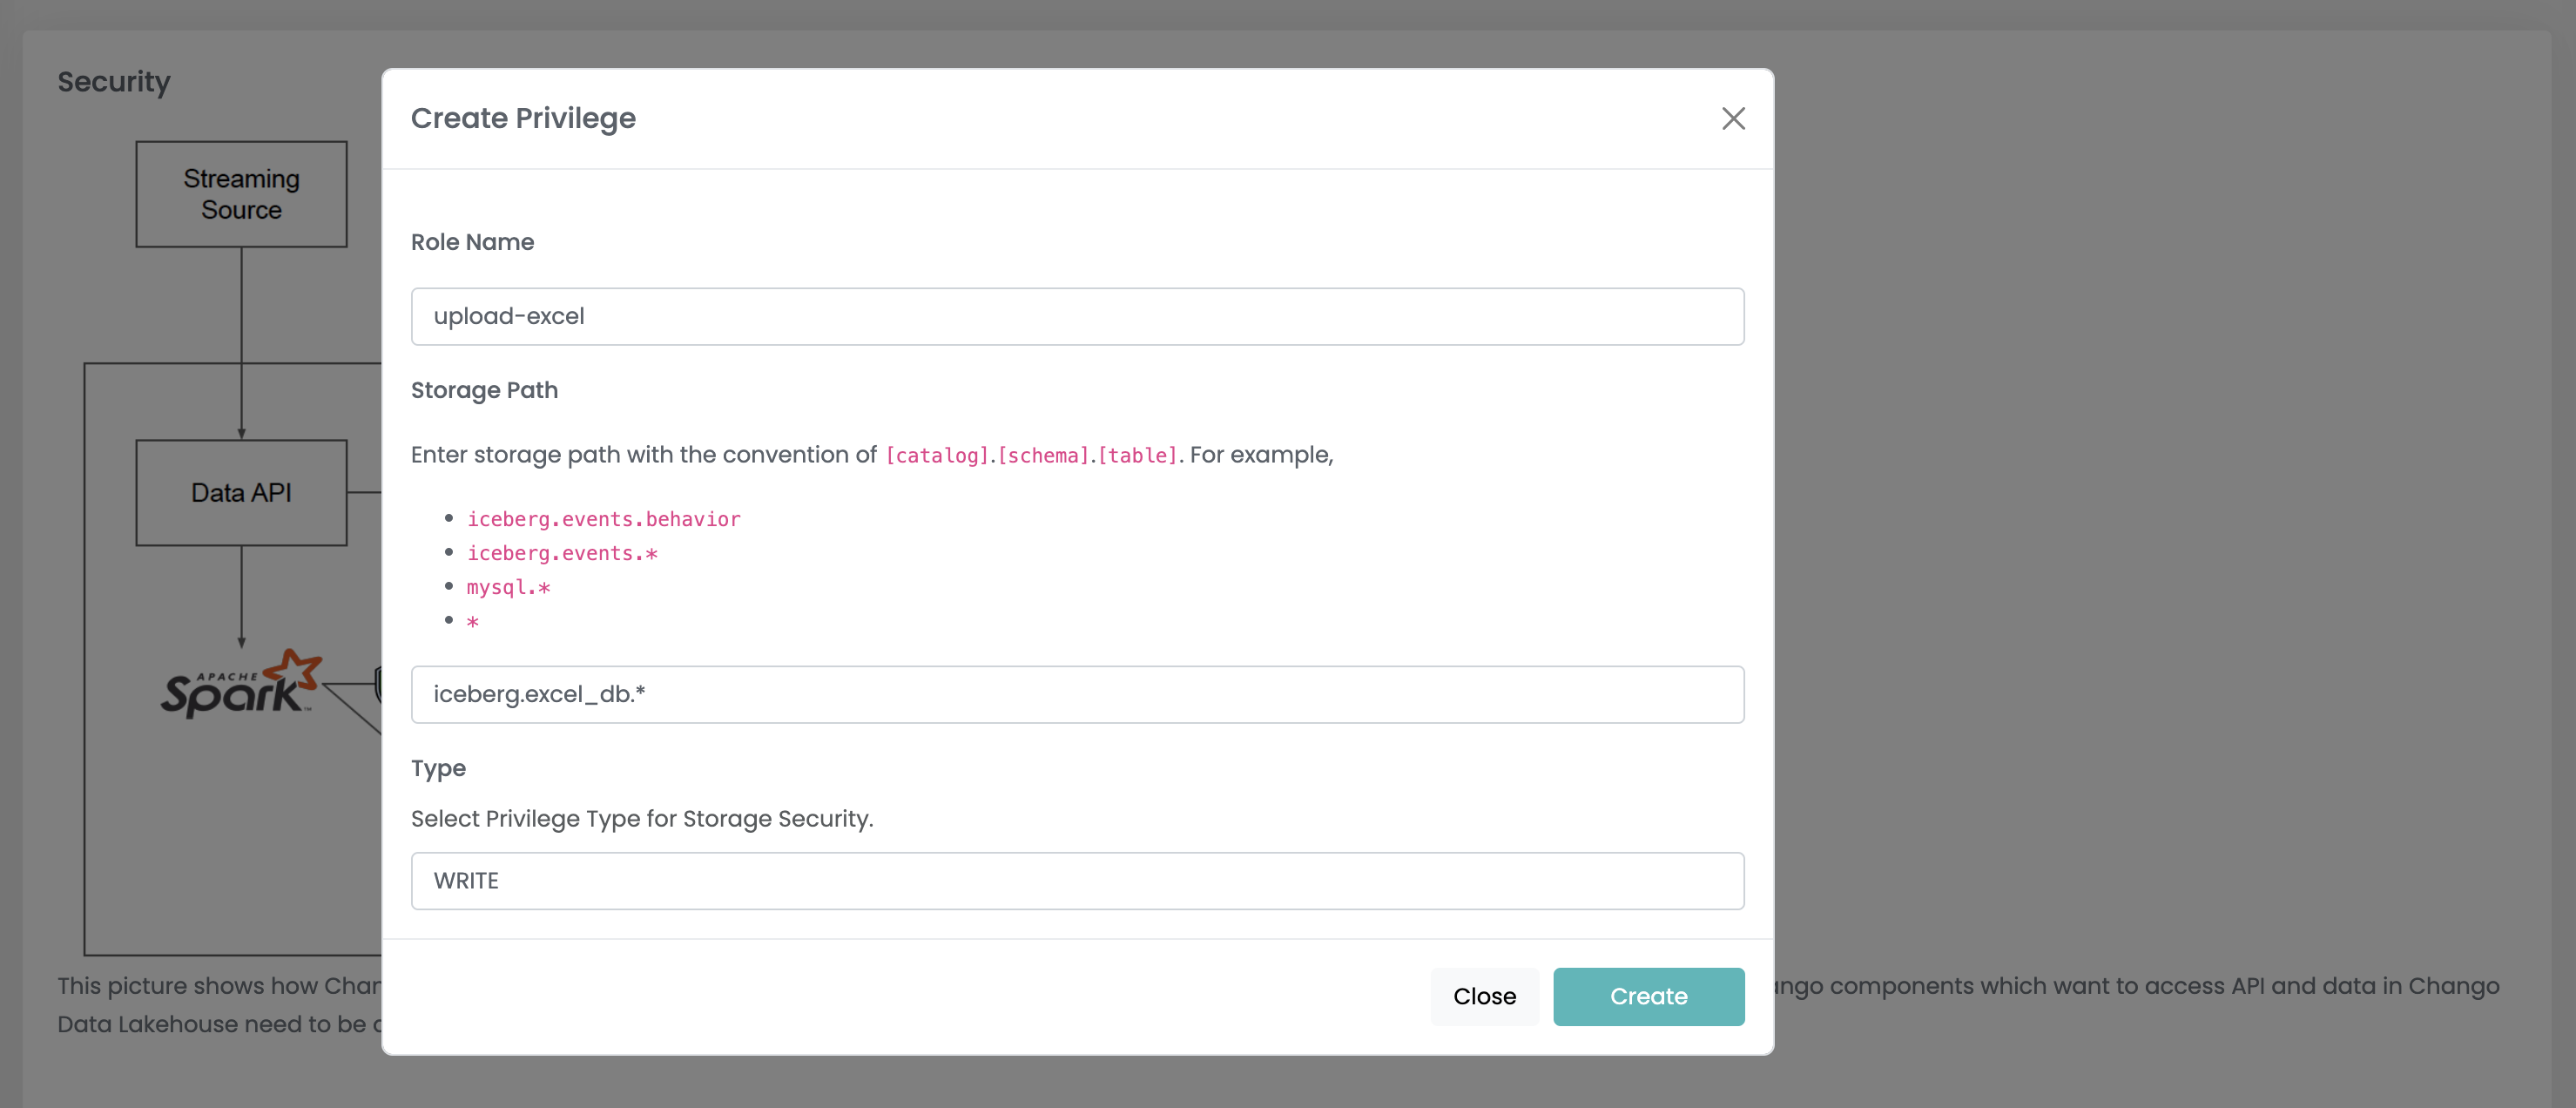 Security
Streaming
Source
Data API
APACHE
Spark
This picture shows how
Data Lakehouse need to be
components which want to access API and data in Chango
Create Privilege
Role Name
upload-excel
Storage Path
Enter storage path with the convention of [catalog].[schema].[table]. For example,
iceberg.events.behavior
iceberg.events.*
mysql.*
*
iceberg.excel_db.*
Type
Select Privilege Type for Storage Security.
WRITE
Close
Create